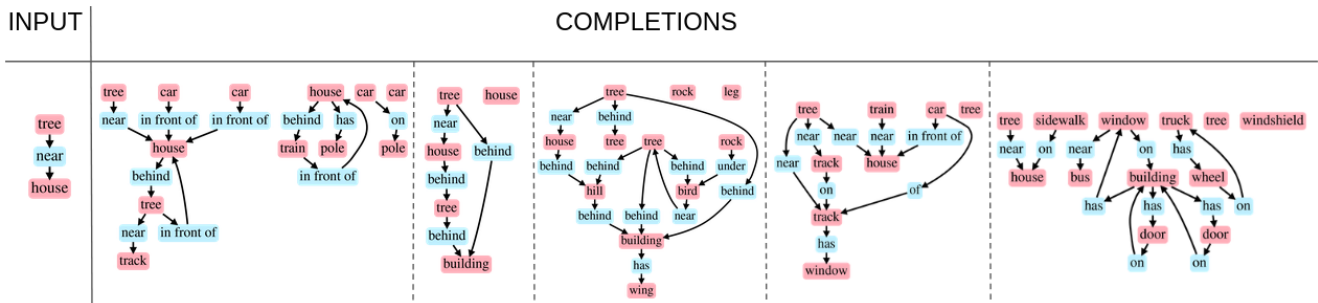 INPUT
COMPLETIONS
tree
near
house
tree car car
near in front of in front of
house
behind
tree
near in front of
track
house car car
behind has on
train pole pole
in front of
tree house
near
behind
house
behind
tree
behind
building
tree rock leg
near behind
house tree tree rock
behind behind behind under
hill bird behind
behind behind near
building
has
wing
tree train car tree
near near near in front of
near track house
on of
track
has
window
tree sidewalk window truck tree windshield
near on near on has
house bus building wheel
has has has on
door door
on on